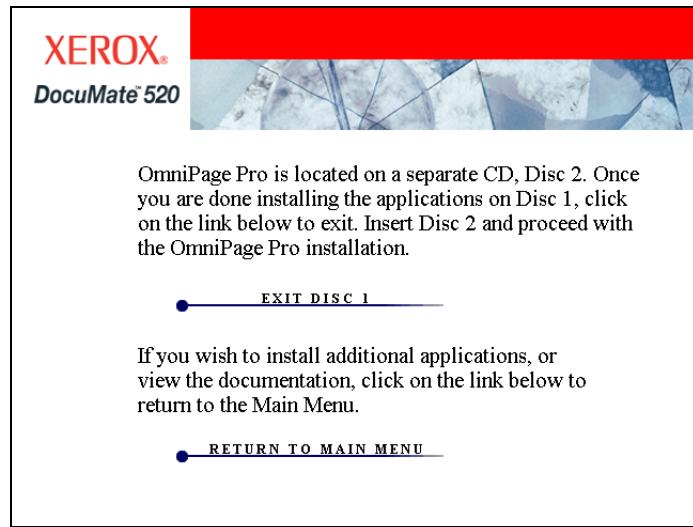 XEROX®
DocuMate™ 520
OmniPage Pro is located on a separate CD, Disc 2. Once
you are done installing the applications on Disc 1, click
on the link below to exit. Insert Disc 2 and proceed with
the OmniPage Pro installation.
EXIT DISC 1
If you wish to install additional applications, or
view the documentation, click on the link below to
return to the Main Menu.
RETURN TO MAIN MENU